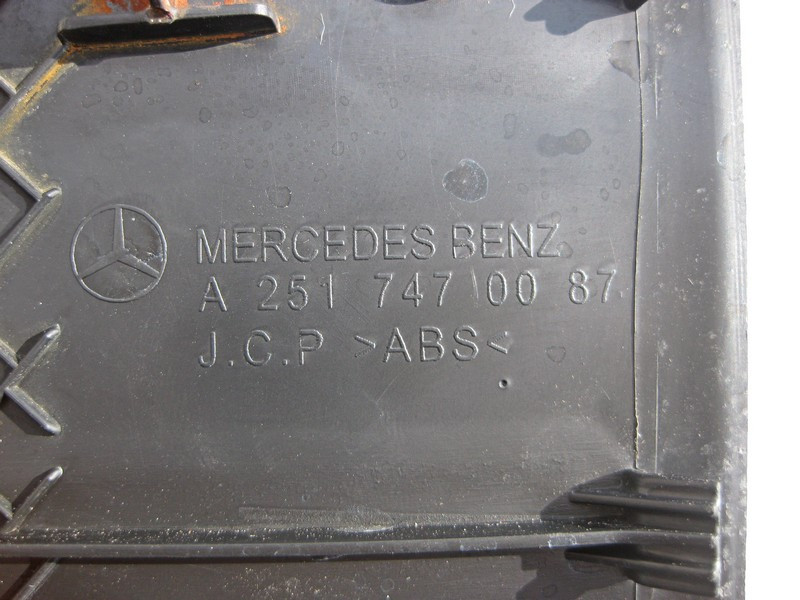 MERCEDES BENZ
A 251 747 00 87
J.C.P >ABS<